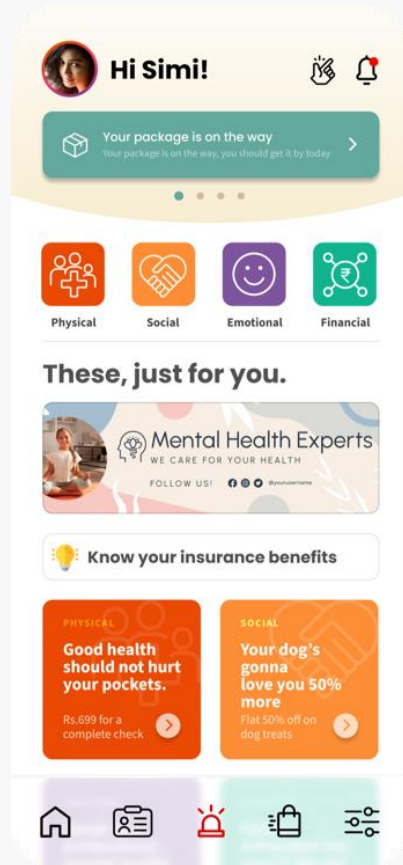 Hi Simi!
Your package is on the way
Your package is on the way, you should get it by today
Physical
Social
Emotional
Financial
These, just for you.
Mental Health Experts
WE CARE FOR YOUR HEALTH
FOLLOW US!
@yourusername
Know your insurance benefits
PHYSICAL
Good health
should not hurt
your pockets.
Rs.699 for a
complete check
SOCIAL
Your dog's
gonna
love you 50%
more
Flat 50% off on
dog treats